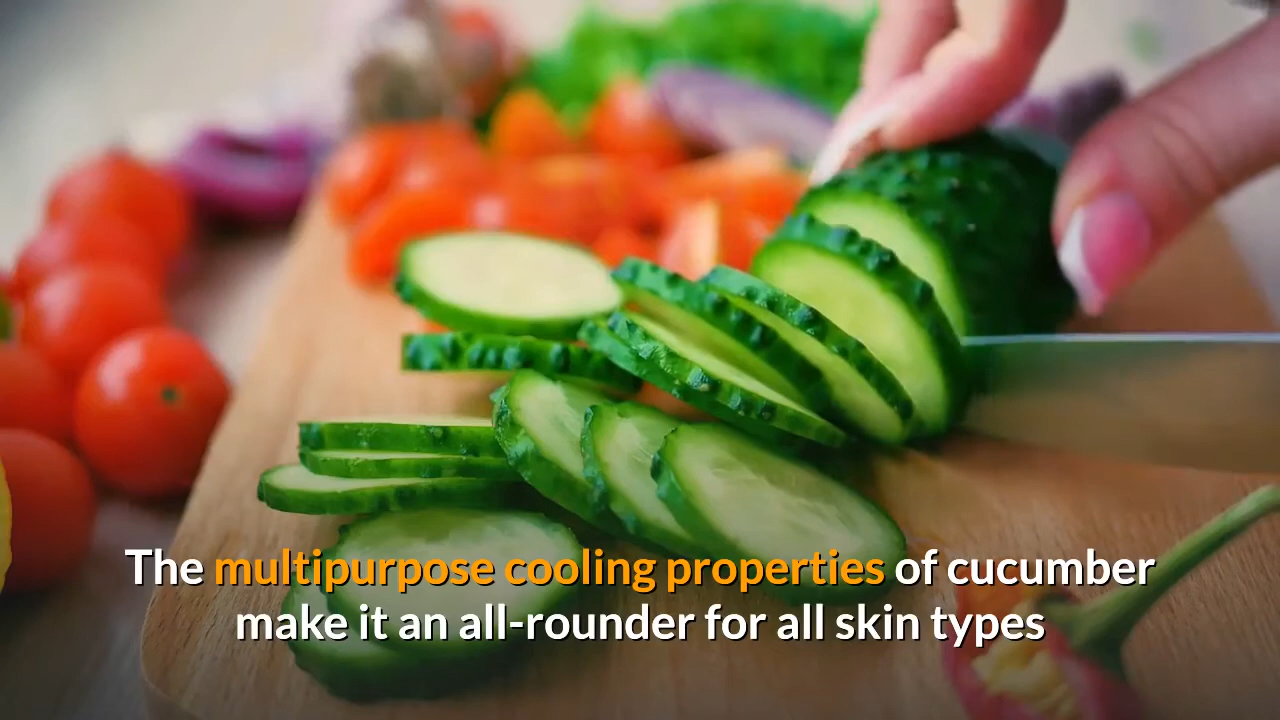 The multipurpose cooling properties of cucumber
make it an all-rounder for all skin types